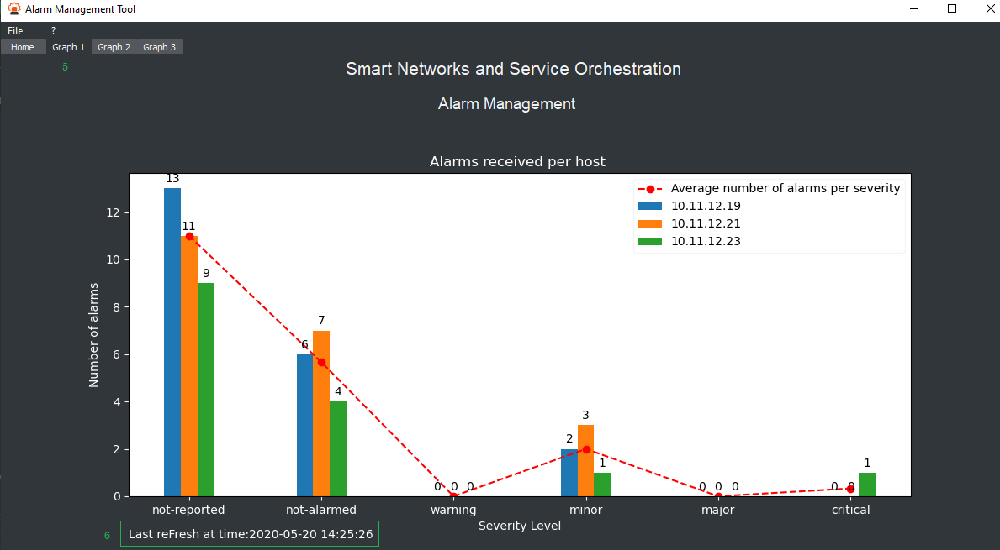 Alarm Management Tool
File ?
Home Graph 1 Graph 2 Graph 3
5
Smart Networks and Service Orchestration
Alarm Management
Alarms received per host
Average number of alarms per severity
10.11.12.19
10.11.12.21
10.11.12.23
Number of alarms
12
10
8
6
4
2
0
13 11 9
6 7 4
0 0 0
2 3 1
0 0 0
0 0 1
not-reported not-alarmed warning minor major critical
Severity Level
6
Last reFresh at time:2020-05-20 14:25:26